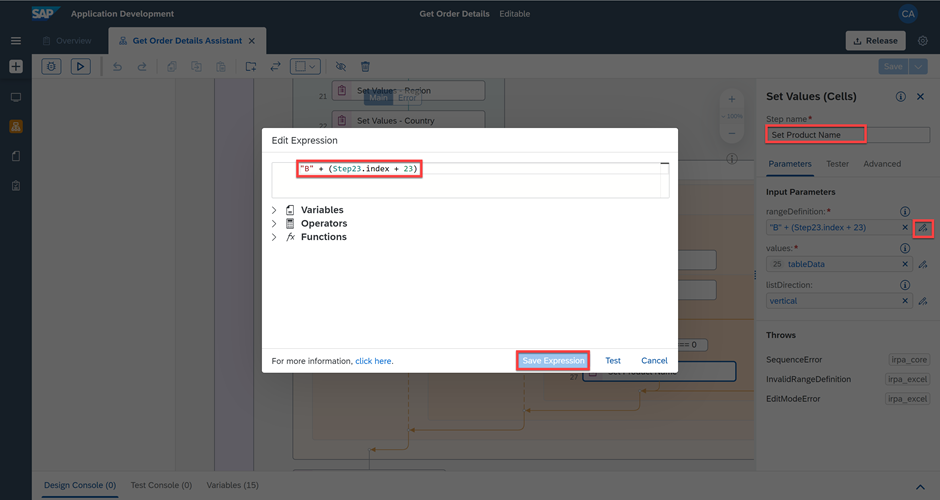 SAP Application Development Get Order Details Editable CA
Overview Get Order Details Assistant Release
Save
21 Set Values - Region
Main Error
Set Values - Country
- 100%
Set Values (Cells)
Step name*
Set Product Name
Parameters Tester Advanced
Input Parameters
rangeDefinition:*
"B" + (Step23.index + 23)
values:*
25 tableData
listDirection:
vertical
Throws
SequenceError irpa_core
InvalidRangeDefinition irpa_excel
EditModeError irpa_excel
Edit Expression
"B" + (Step23.index + 23)
Variables
Operators
fx Functions
For more information, click here.
Save Expression Test Cancel
== 0
27 Set Product Name
Design Console (0) Test Console (0) Variables (15)